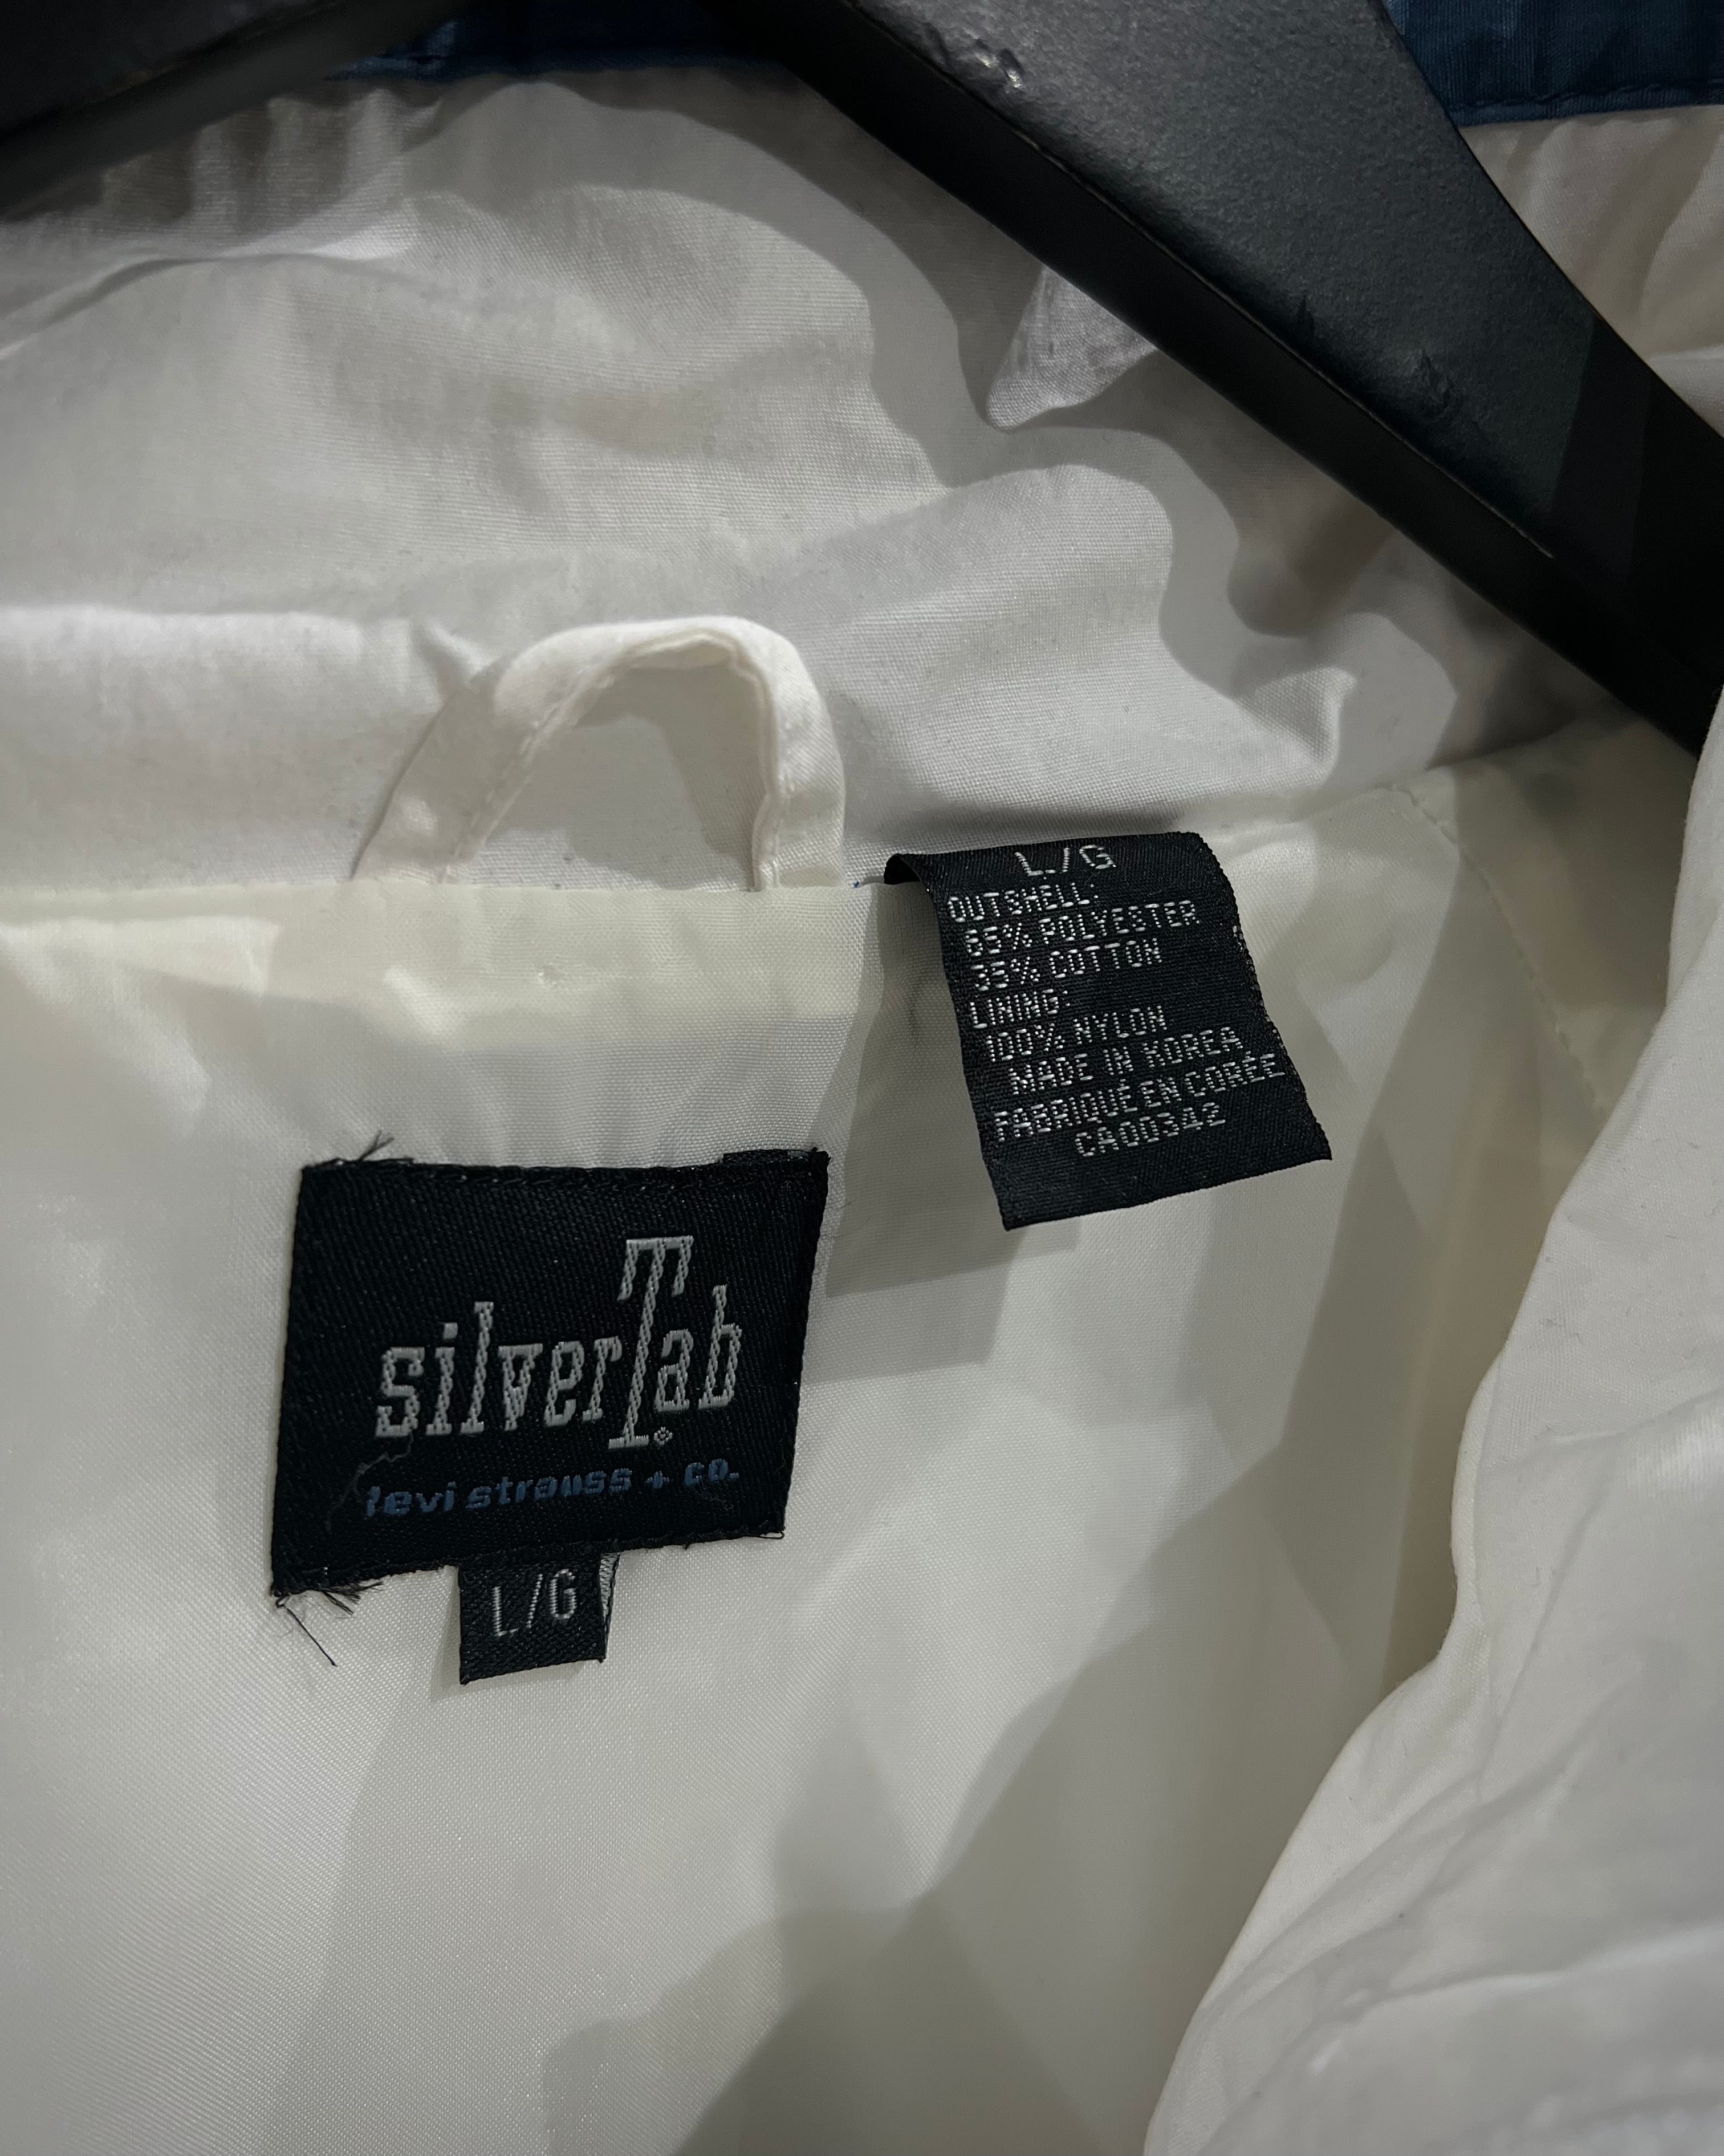 L/G
OUTSHELL:
65% POLYESTER
35% COTTON
LINING:
100% NYLON
MADE IN KOREA
FABRIQUÉ EN CORÉE
CA00342
silverTab®
levi strauss + co.
L/G